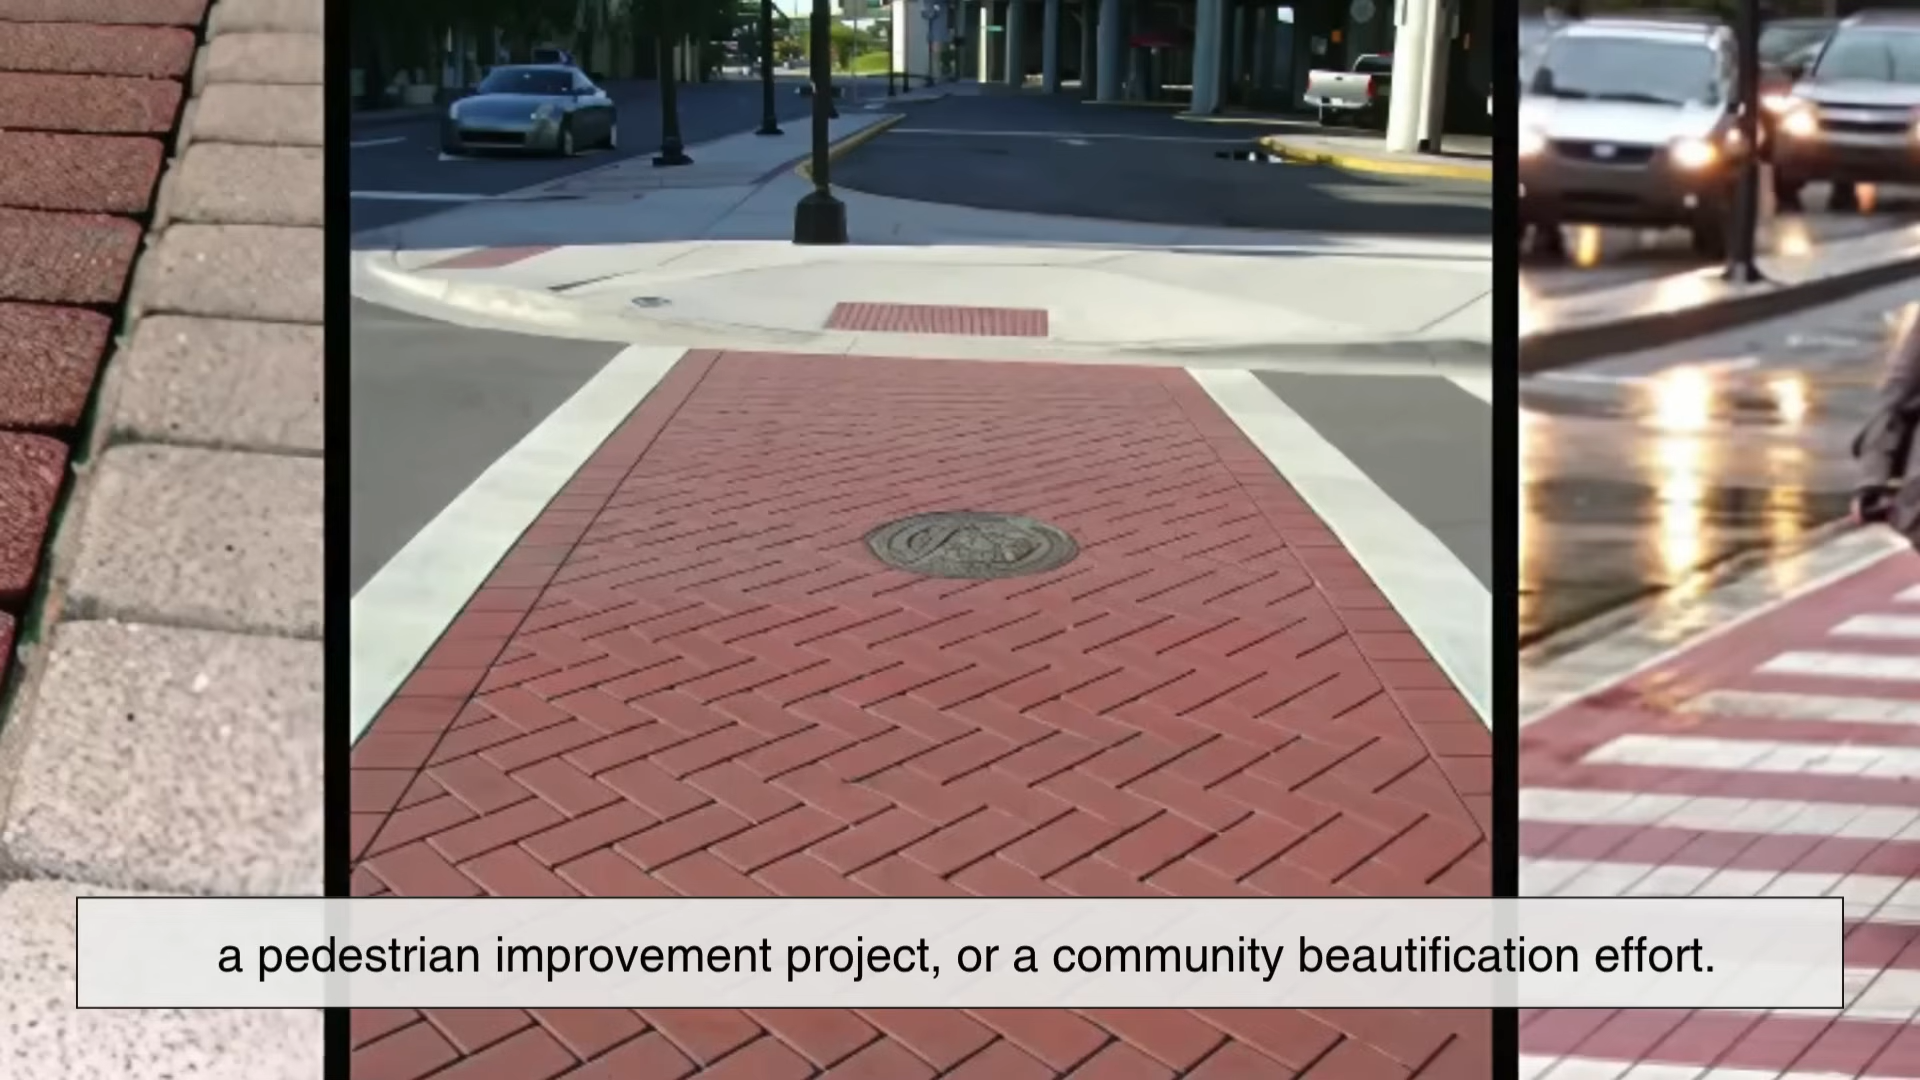 a pedestrian improvement project, or a community beautification effort.